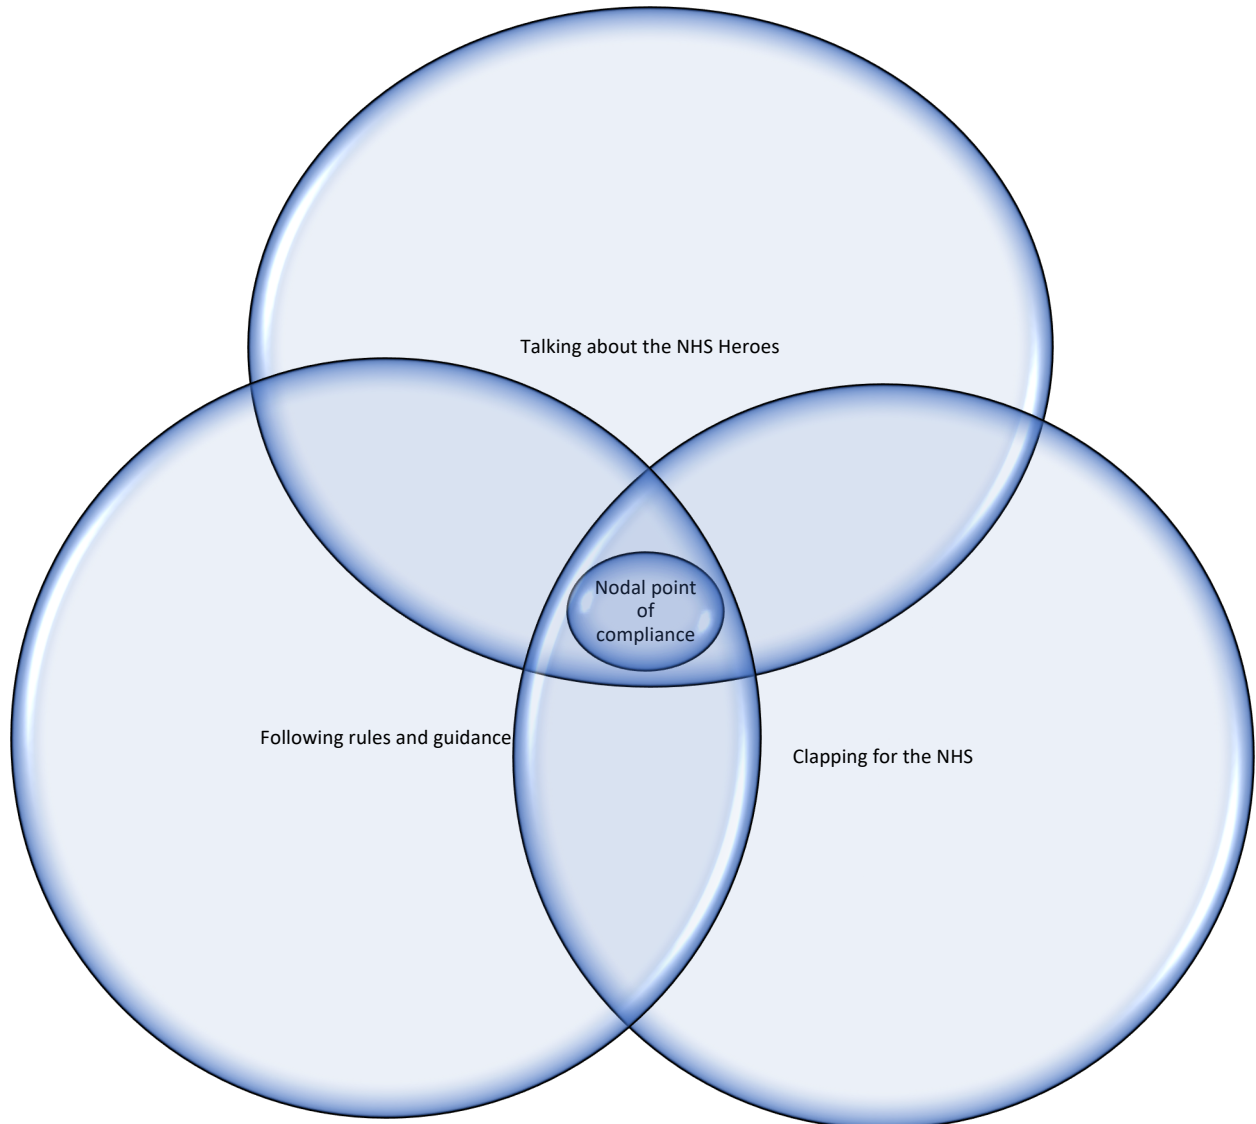 Talking about the NHS Heroes
Nodal point
of
compliance
Following rules and guidance
Clapping for the NHS